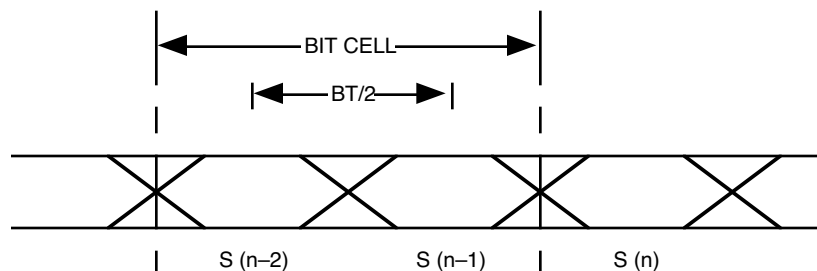 BIT CELL
BT/2
S (n–2) S (n–1) S (n)